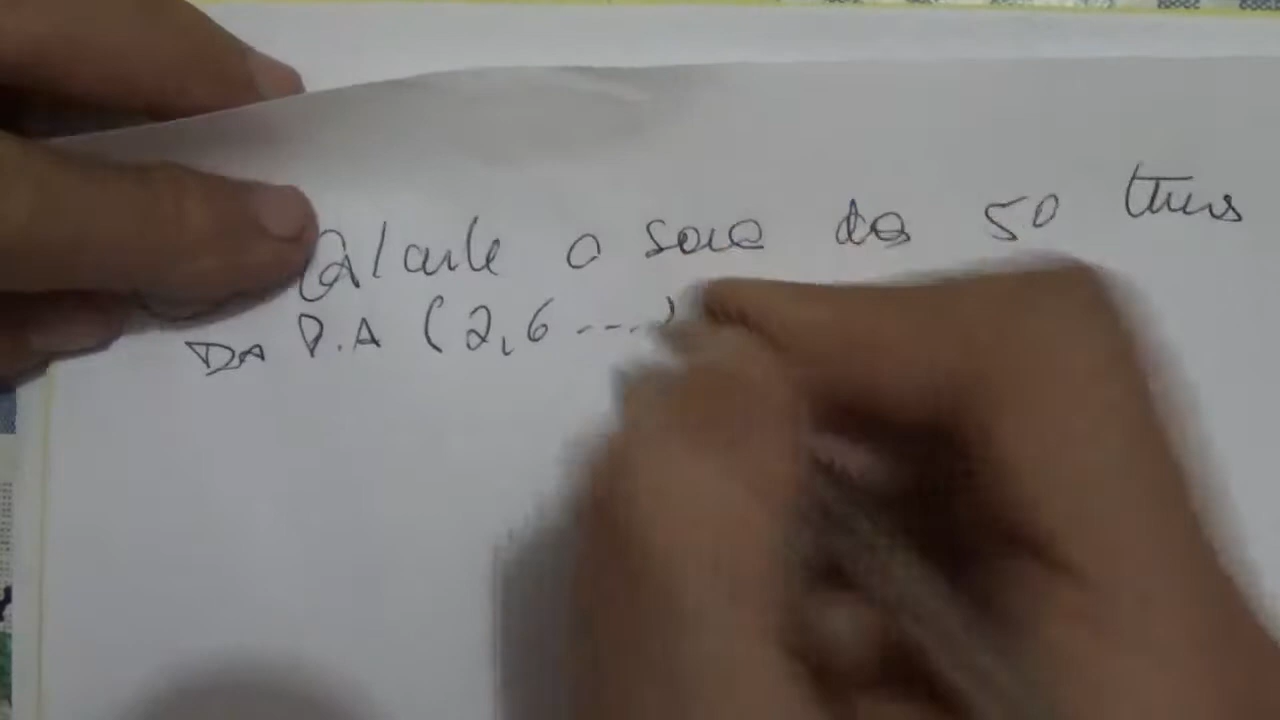 Calcule a soma dos 50 termos
DA P.A (2,6 ....)